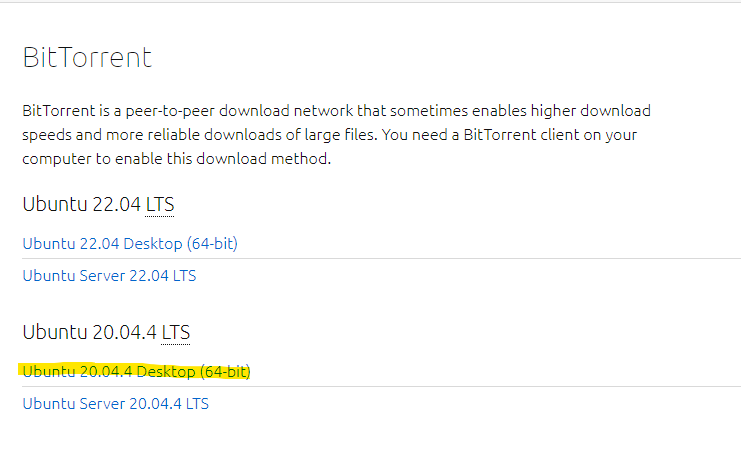 BitTorrent
BitTorrent is a peer-to-peer download network that sometimes enables higher download
speeds and more reliable downloads of large files. You need a BitTorrent client on your
computer to enable this download method.
Ubuntu 22.04 LTS
Ubuntu 22.04 Desktop (64-bit)
Ubuntu Server 22.04 LTS
Ubuntu 20.04.4 LTS
Ubuntu 20.04.4 Desktop (64-bit)
Ubuntu Server 20.04.4 LTS